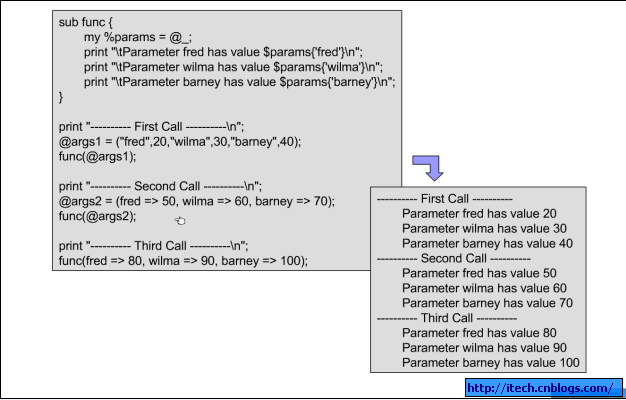 sub func {
my %params = @_;
print "\tParameter fred has value $params{'fred'}\n";
print "\tParameter wilma has value $params{'wilma'}\n";
print "\tParameter barney has value $params{'barney'}\n";
}
print "---------- First Call ----------\n";
@args1 = ("fred",20,"wilma",30,"barney",40);
func(@args1);
print "---------- Second Call ----------\n";
@args2 = (fred => 50, wilma => 60, barney => 70);
func(@args2);
print "---------- Third Call ----------\n";
func(fred => 80, wilma => 90, barney => 100);
---------- First Call ----------
Parameter fred has value 20
Parameter wilma has value 30
Parameter barney has value 40
---------- Second Call ----------
Parameter fred has value 50
Parameter wilma has value 60
Parameter barney has value 70
---------- Third Call ----------
Parameter fred has value 80
Parameter wilma has value 90
Parameter barney has value 100
http://itech.cnblogs.com/